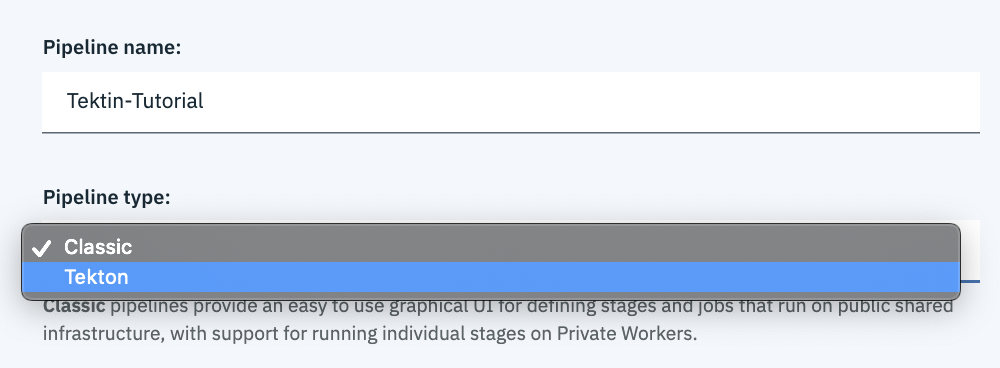 Pipeline name:
Tektin-Tutorial
Pipeline type:
Classic
Tekton
Classic pipelines provide an easy to use graphical UI for defining stages and jobs that run on public shared
infrastructure, with support for running individual stages on Private Workers.